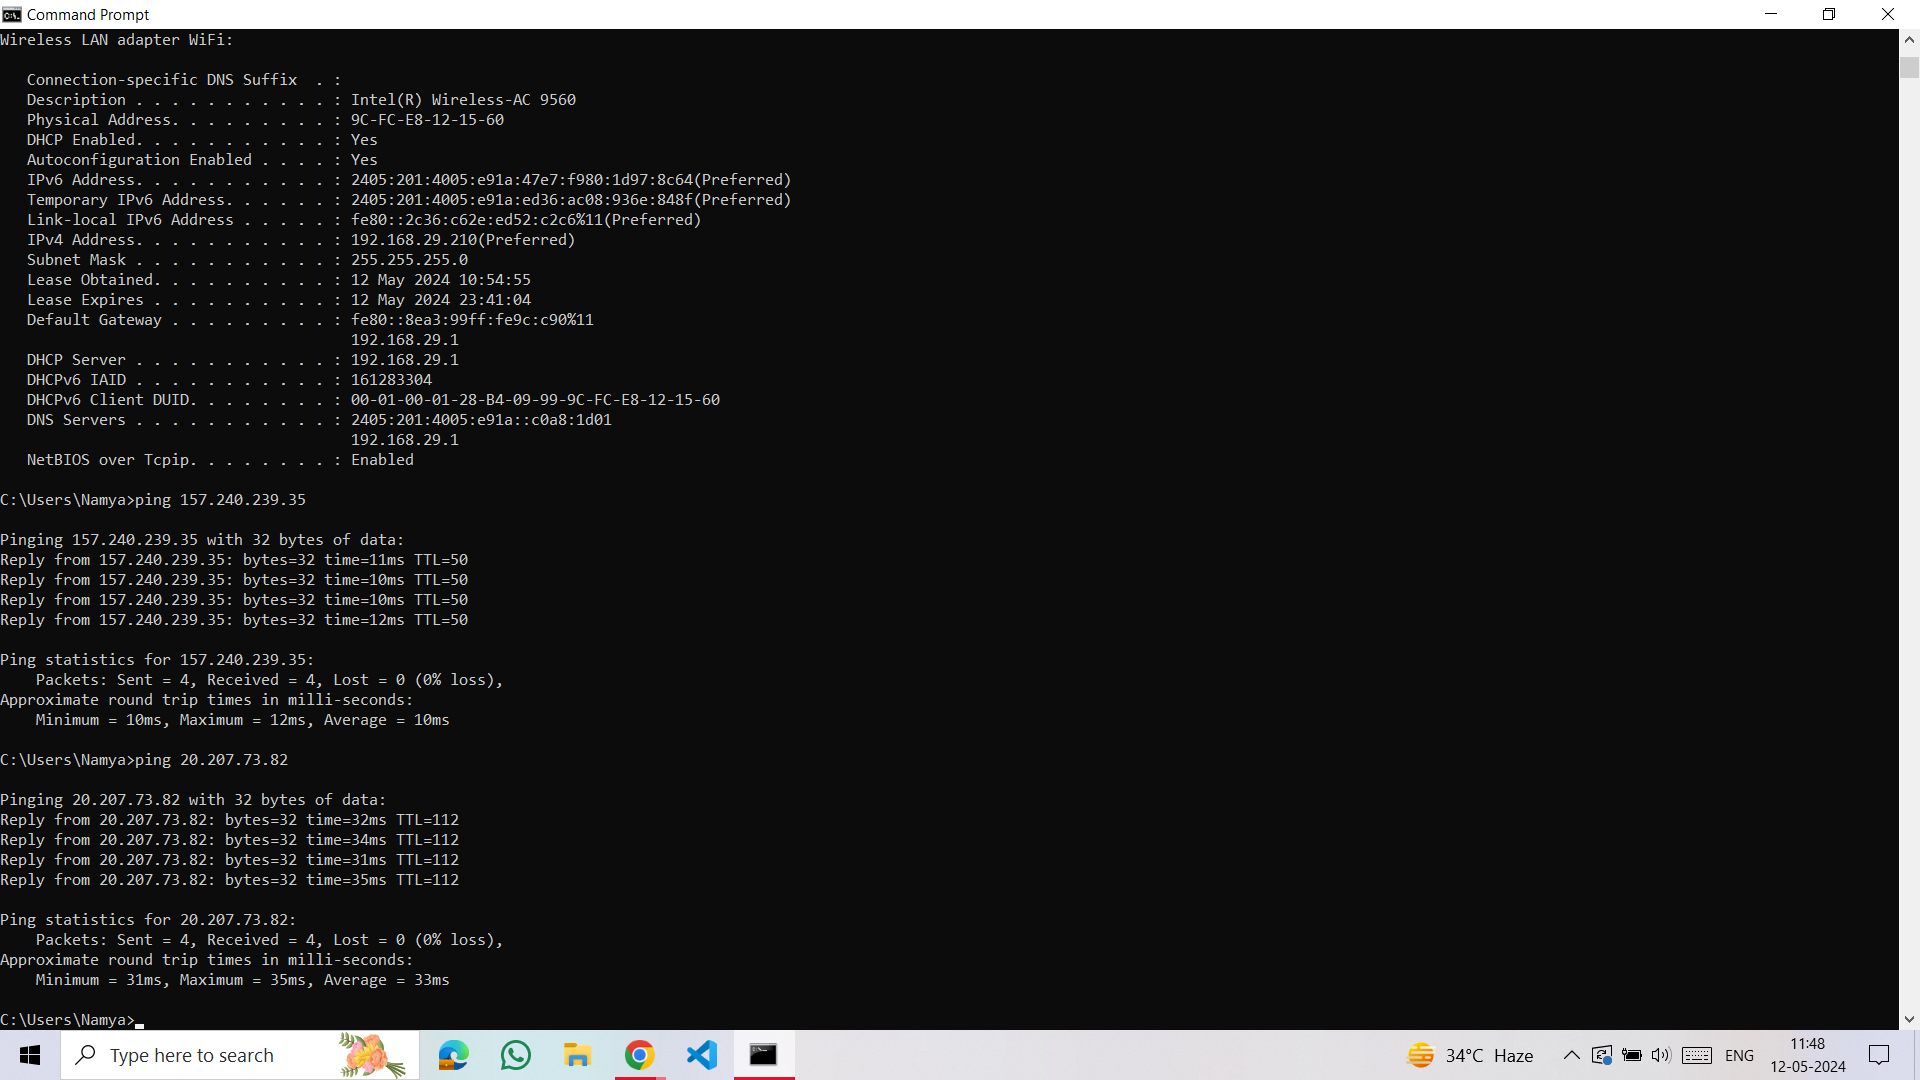 Command Prompt
Wireless LAN adapter WiFi:
Connection-specific DNS Suffix  . :
Description . . . . . . . . . . . : Intel(R) Wireless-AC 9560
Physical Address. . . . . . . . . : 9C-FC-E8-12-15-60
DHCP Enabled. . . . . . . . . . . : Yes
Autoconfiguration Enabled . . . . : Yes
IPv6 Address. . . . . . . . . . . : 2405:201:4005:e91a:47e7:f980:1d97:8c64(Preferred)
Temporary IPv6 Address. . . . . . : 2405:201:4005:e91a:ed36:ac08:936e:848f(Preferred)
Link-local IPv6 Address . . . . . : fe80::2c36:c62e:ed52:c2c6%11(Preferred)
IPv4 Address. . . . . . . . . . . : 192.168.29.210(Preferred)
Subnet Mask . . . . . . . . . . . : 255.255.255.0
Lease Obtained. . . . . . . . . . : 12 May 2024 10:54:55
Lease Expires . . . . . . . . . . : 12 May 2024 23:41:04
Default Gateway . . . . . . . . . : fe80::8ea3:99ff:fe9c:c90%11
192.168.29.1
DHCP Server . . . . . . . . . . . : 192.168.29.1
DHCPv6 IAID . . . . . . . . . . . : 161283304
DHCPv6 Client DUID. . . . . . . . : 00-01-00-01-28-B4-09-99-9C-FC-E8-12-15-60
DNS Servers . . . . . . . . . . . : 2405:201:4005:e91a::c0a8:1d01
192.168.29.1
NetBIOS over Tcpip. . . . . . . . : Enabled
C:\Users\Namya>ping 157.240.239.35
Pinging 157.240.239.35 with 32 bytes of data:
Reply from 157.240.239.35: bytes=32 time=11ms TTL=50
Reply from 157.240.239.35: bytes=32 time=10ms TTL=50
Reply from 157.240.239.35: bytes=32 time=10ms TTL=50
Reply from 157.240.239.35: bytes=32 time=12ms TTL=50
Ping statistics for 157.240.239.35:
Packets: Sent = 4, Received = 4, Lost = 0 (0% loss),
Approximate round trip times in milli-seconds:
Minimum = 10ms, Maximum = 12ms, Average = 10ms
C:\Users\Namya>ping 20.207.73.82
Pinging 20.207.73.82 with 32 bytes of data:
Reply from 20.207.73.82: bytes=32 time=32ms TTL=112
Reply from 20.207.73.82: bytes=32 time=34ms TTL=112
Reply from 20.207.73.82: bytes=32 time=31ms TTL=112
Reply from 20.207.73.82: bytes=32 time=35ms TTL=112
Ping statistics for 20.207.73.82:
Packets: Sent = 4, Received = 4, Lost = 0 (0% loss),
Approximate round trip times in milli-seconds:
Minimum = 31ms, Maximum = 35ms, Average = 33ms
C:\Users\Namya>
Type here to search
34°C Haze
ENG
11:48
12-05-2024